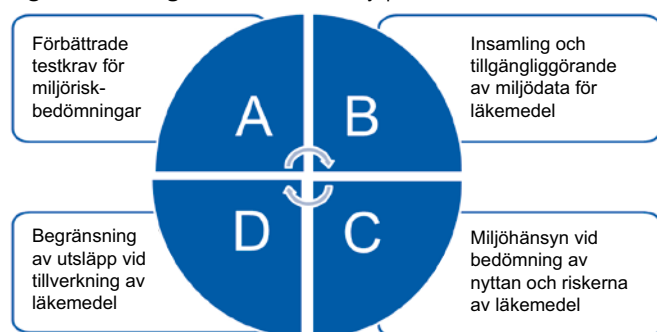 Förbättrade
testkrav för
miljörisk-
bedömningar
A
B
Insamling och
tillgängliggörande
av miljödata för
läkemedel
Begränsning
av utsläpp vid
tillverkning av
läkemedel
D
C
Miljöhänsyn vid
bedömning av
nyttan och riskerna
av läkemedel